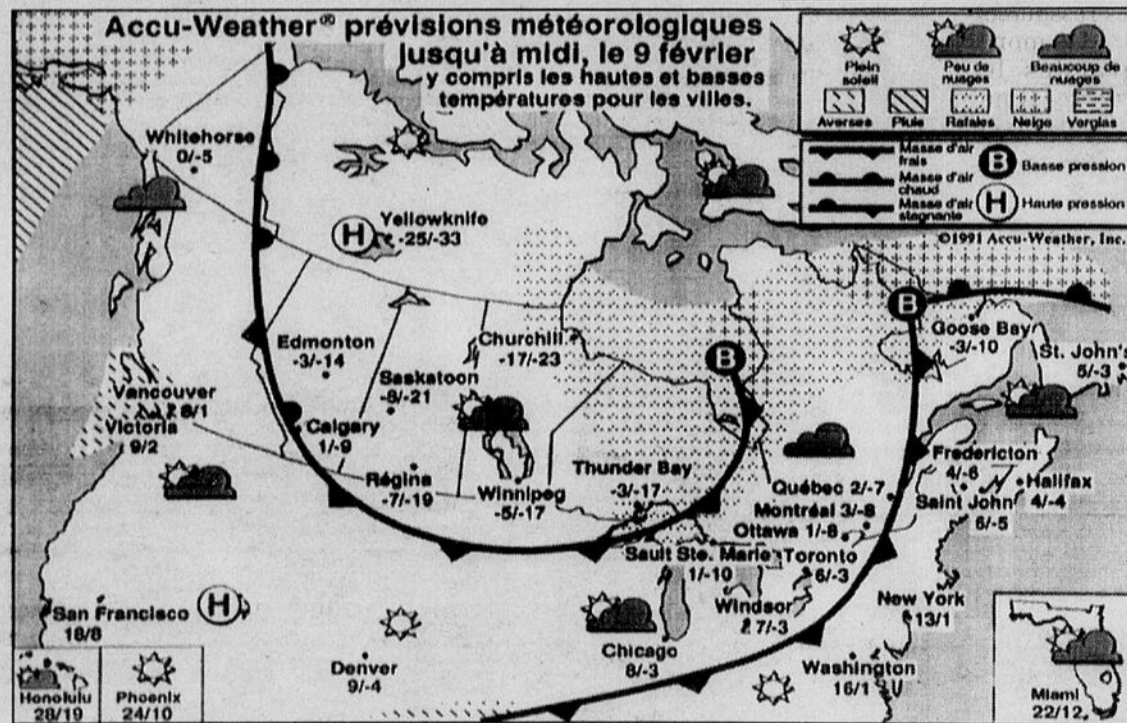 Accu-Weather® prévisions météorologiques
jusqu'à midi, le 9 février
y compris les hautes et basses
températures pour les villes.
Plein
soleil
Peu de
nuages
Beaucoup de
nuages
Averses
Pluie
Rafales
Neige
Verglas
Masse d'air
frais
Masse d'air
chaud
Masse d'air
stagnante
B
Basse pression
H
Haute pression
©1991 Accu-Weather, Inc.
Whitehorse
0/-5
H
Yellowknife
-25/-33
B
Goose Bay
-3/-10
St. John's
5/-3
Edmonton
-3/-14
Churchill
-17/-23
B
Saskatoon
-8/-21
Vancouver
8/1
Victoria
9/2
Calgary
1/-9
Régina
-7/-19
Winnipeg
-5/-17
Thunder Bay
-3/-17
Fredericton
4/-6
Québec 2/-7
Halifax
4/-4
Montréal 3/-8
Saint John
6/-5
Ottawa 1/-8
Sault Ste. Marie
1/-10
Toronto
6/-3
San Francisco
18/8
H
Windsor
7/-3
New York
13/1
Chicago
8/-3
Denver
9/-4
Washington
16/1
Honolulu
28/19
Phoenix
24/10
Miami
22/12